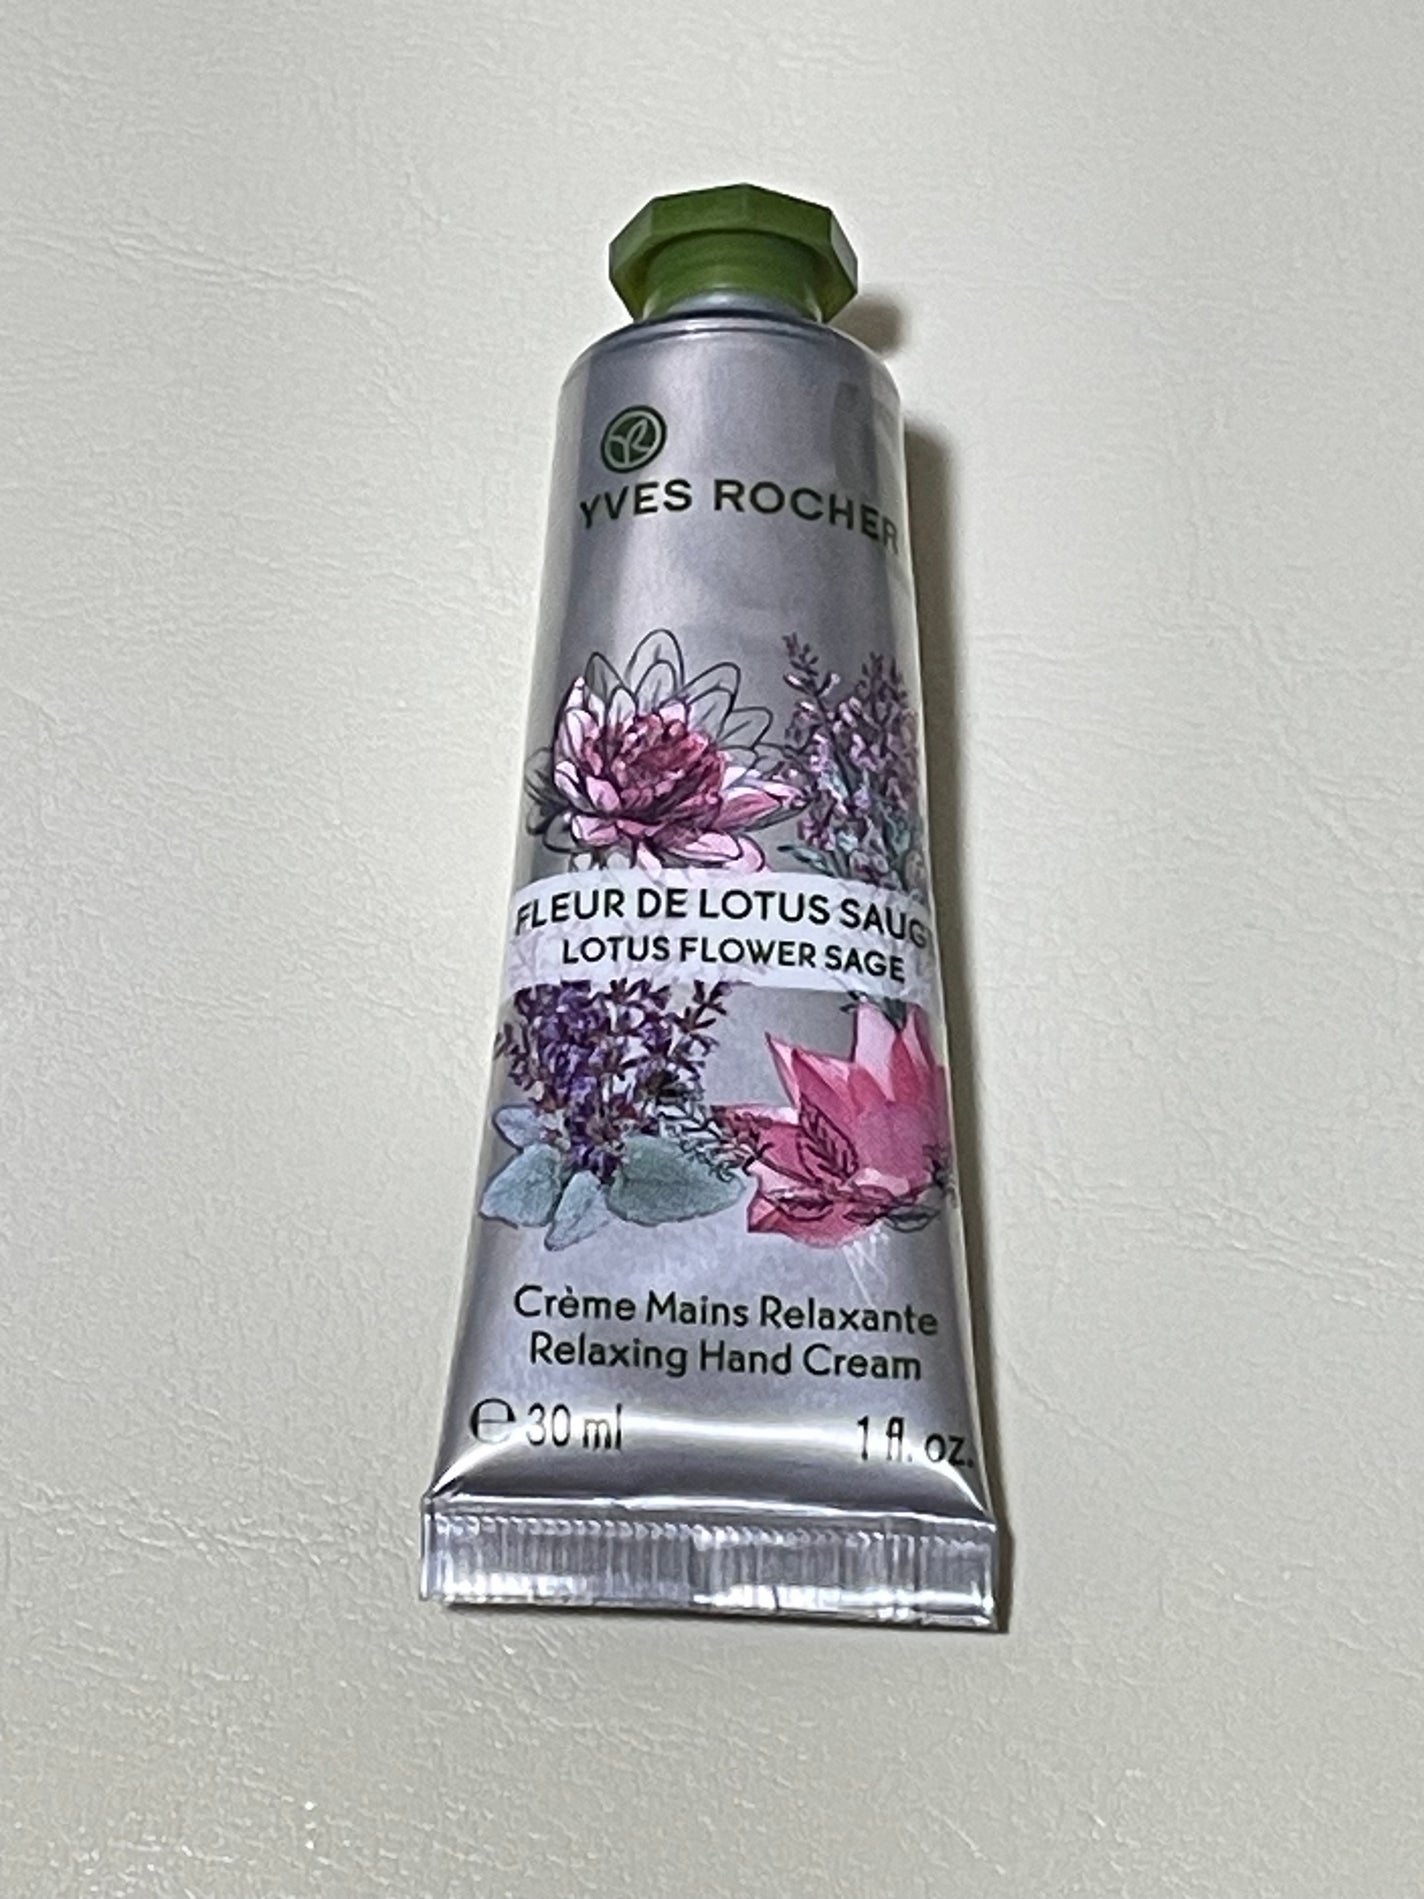 YVES ROCHER
FLEUR DE LOTUS SAUG
LOTUS FLOWER SAGE
Crème Mains Relaxante
Relaxing Hand Cream
℮ 30 ml 1 fl. oz.